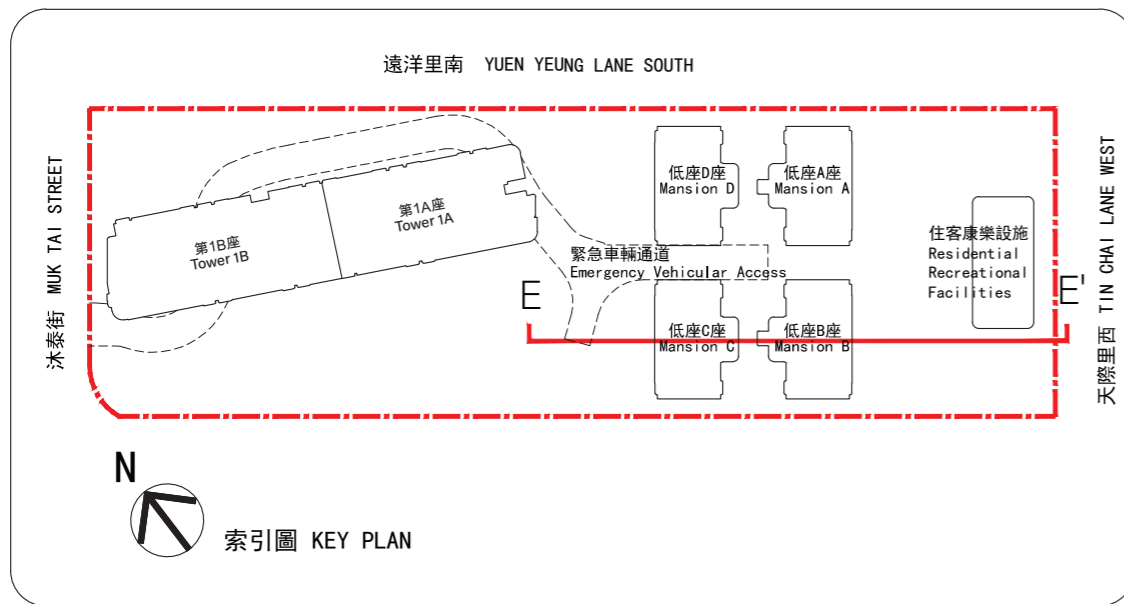 遠洋里南 YUEN YEUNG LANE SOUTH
沐泰街 MUK TAI STREET
天際里西 TIN CHAI LANE WEST
低座D座
Mansion D
低座A座
Mansion A
第1A座
Tower 1A
第1B座
Tower 1B
住客康樂設施
Residential
Recreational
Facilities
緊急車輛通道
Emergency Vehicular Access
E
E'
低座C座
Mansion C
低座B座
Mansion B
N
索引圖 KEY PLAN